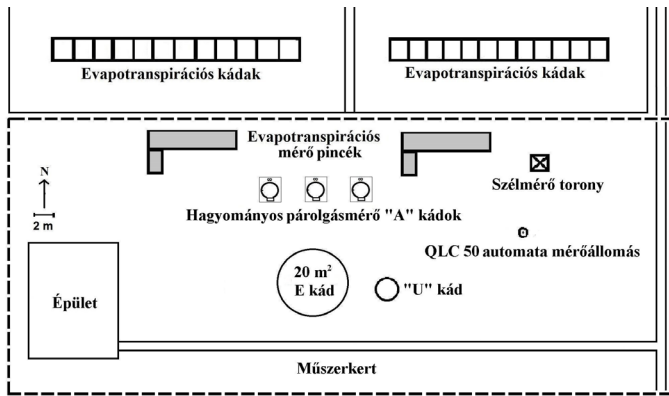 Evapotranspirációs kádak
Evapotranspirációs kádak
Evapotranspirációs
mérő pincék
Szélmérő torony
N
2 m
Hagyományos párolgásmérő "A" kádok
QLC 50 automata mérőállomás
20 m²
E kád
"U" kád
Épület
Műszerkert